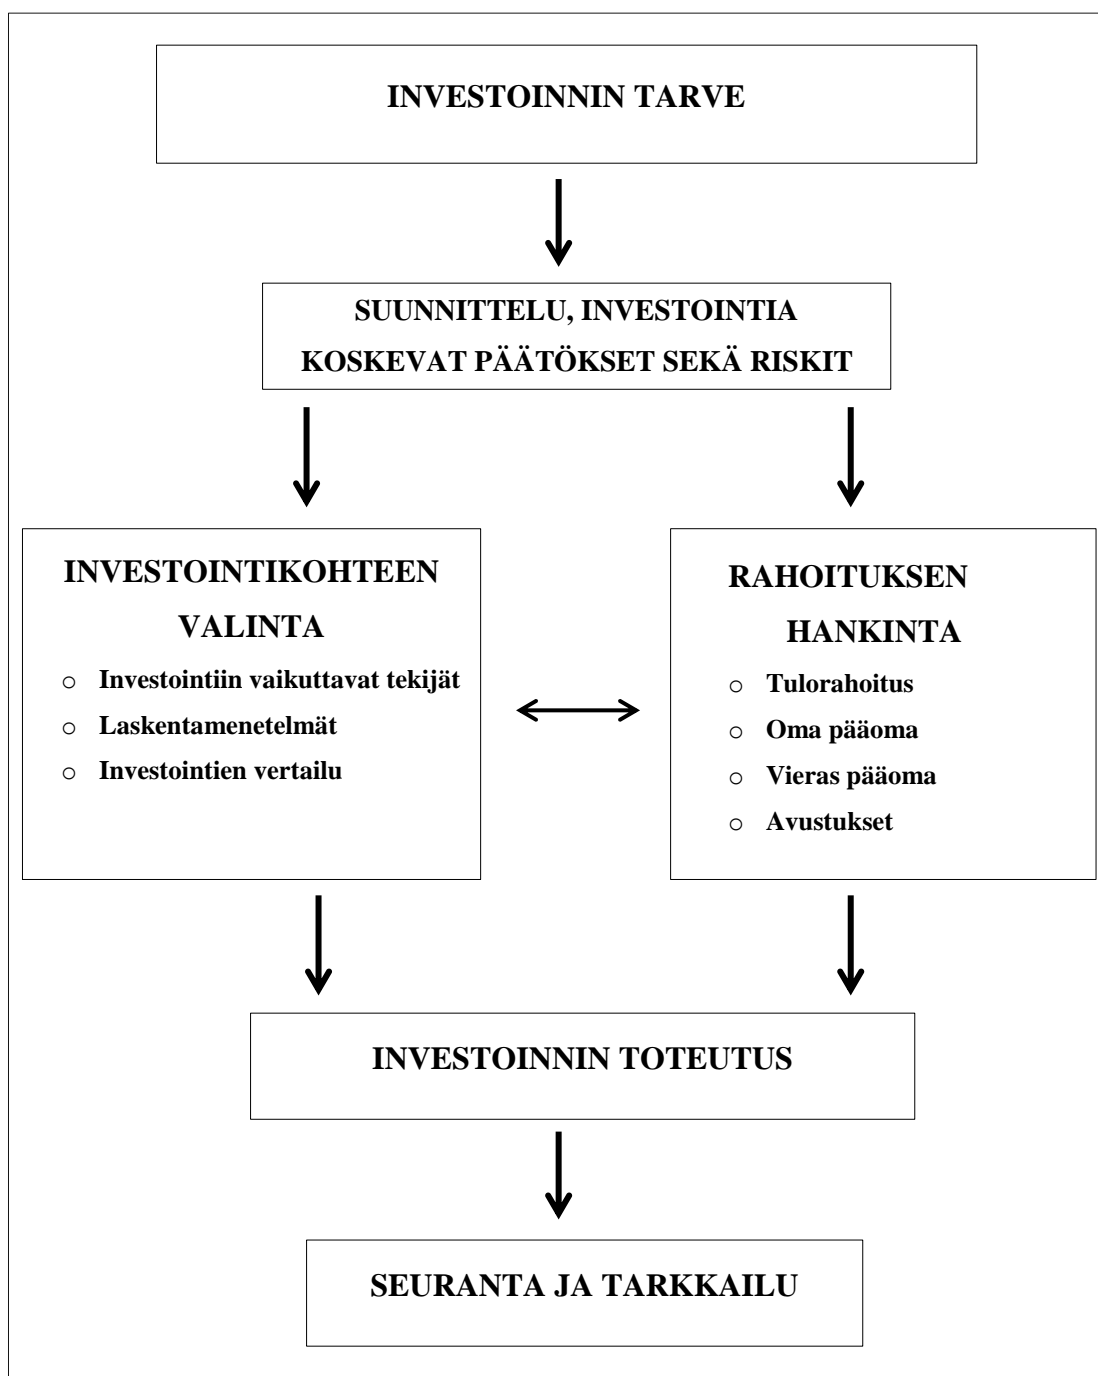 INVESTOINNIN TARVE
SUUNNITTELU, INVESTOINTIA
KOSKEVAT PÄÄTÖKSET SEKÄ RISKIT
INVESTOINTIKOHTEEN
VALINTA
o Investointiin vaikuttavat tekijät
o Laskentamenetelmät
o Investointien vertailu
RAHOITUKSEN
HANKINTA
o Tulorahoitus
o Oma pääoma
o Vieras pääoma
o Avustukset
INVESTOINNIN TOTEUTUS
SEURANTA JA TARKKAILU